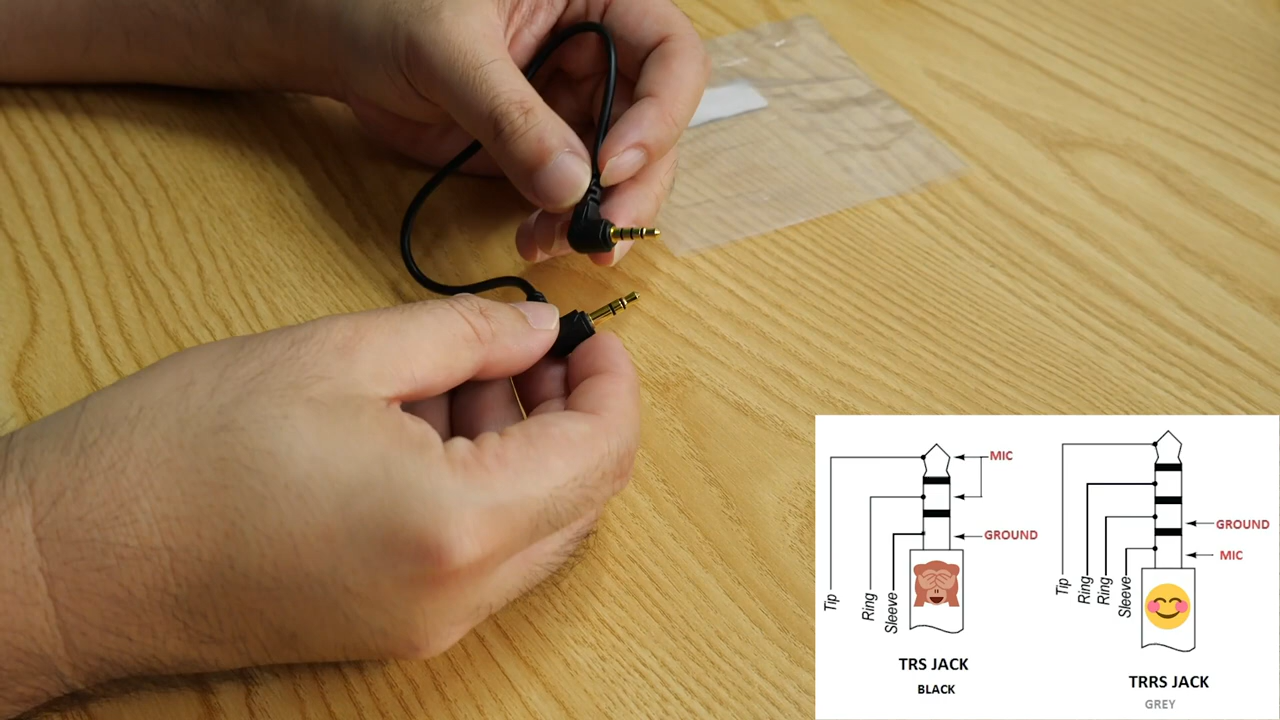 MIC
GROUND
Tip
Ring
Sleeve
TRS JACK
BLACK
GROUND
MIC
Tip
Ring
Ring
Sleeve
TRRS JACK
GREY